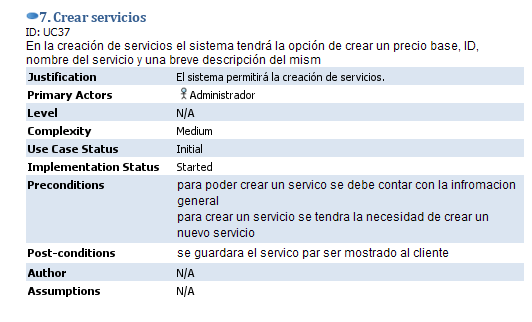 7. Crear servicios
ID: UC37
En la creación de servicios el sistema tendrá la opción de crear un precio base, ID,
nombre del servicio y una breve descripción del mism
Justification El sistema permitirá la creación de servicios.
Primary Actors Administrador
Level N/A
Complexity Medium
Use Case Status Initial
Implementation Status Started
Preconditions para poder crear un servico se debe contar con la infromacion
general
para crear un servicio se tendra la necesidad de crear un
nuevo servicio
Post-conditions se guardara el servico par ser mostrado al cliente
Author N/A
Assumptions N/A